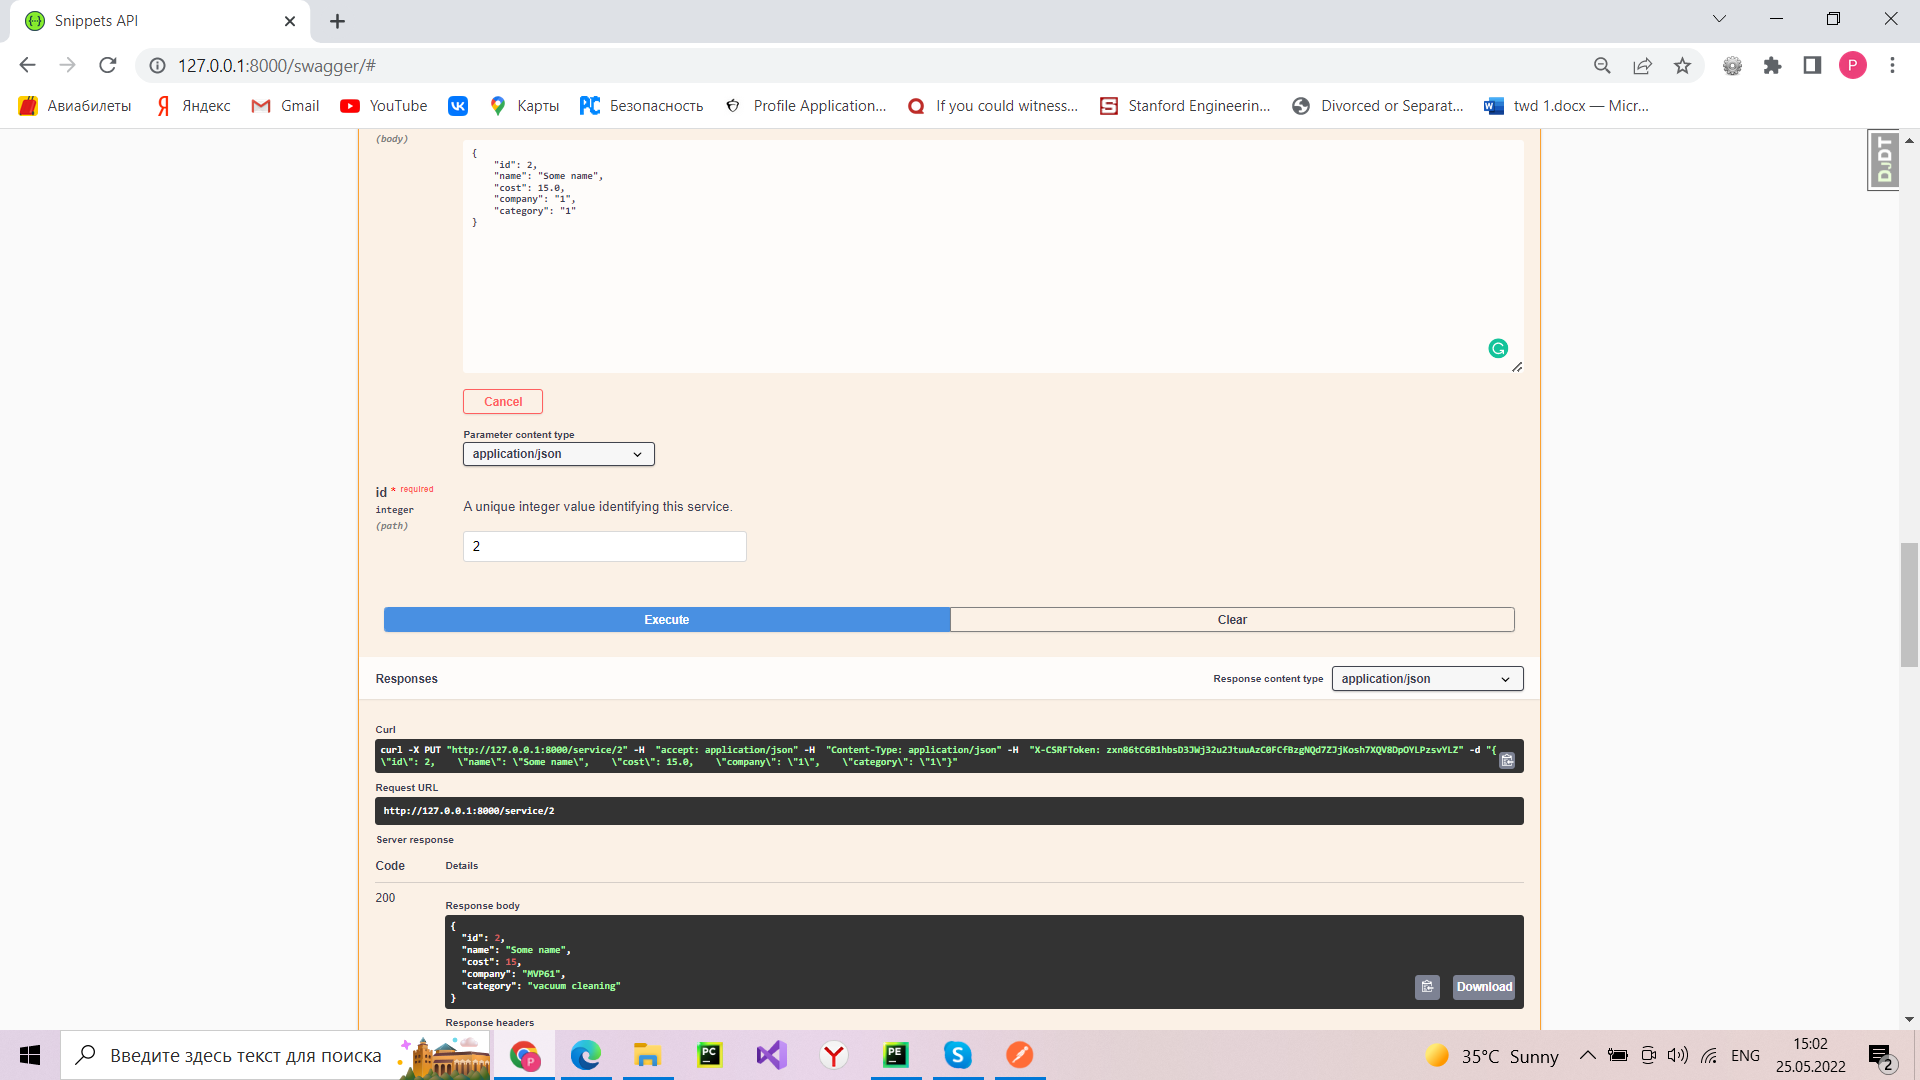 Snippets API
127.0.0.1:8000/swagger/#
P
Авиабилеты
Яндекс
Gmail
YouTube
Карты
Безопасность
Profile Application...
If you could witness...
Stanford Engineerin...
Divorced or Separat...
twd 1.docx — Micr...
DJDT
(body)
{
"id": 2,
"name": "Some name",
"cost": 15.0,
"company": "1",
"category": "1"
}
Cancel
Parameter content type
application/json
id * required
integer
(path)
A unique integer value identifying this service.
2
Execute
Clear
Responses
Response content type
application/json
Curl
curl -X PUT "http://127.0.0.1:8000/service/2" -H  "accept: application/json" -H  "Content-Type: application/json" -H  "X-CSRFToken: zxn86tC6B1hbsD3JWj32u2JtuuAzC0FCfBzgNQd7ZJjKosh7XQV8DpOYLPzsvYLZ" -d "{
\"id\": 2,    \"name\": \"Some name\",    \"cost\": 15.0,    \"company\": \"1\",    \"category\": \"1\"}"
Request URL
http://127.0.0.1:8000/service/2
Server response
Code
Details
200
Response body
{
"id": 2,
"name": "Some name",
"cost": 15,
"company": "MVP61",
"category": "vacuum cleaning"
}
Download
Response headers
Введите здесь текст для поиска
35°C Sunny
ENG
15:02
25.05.2022
2